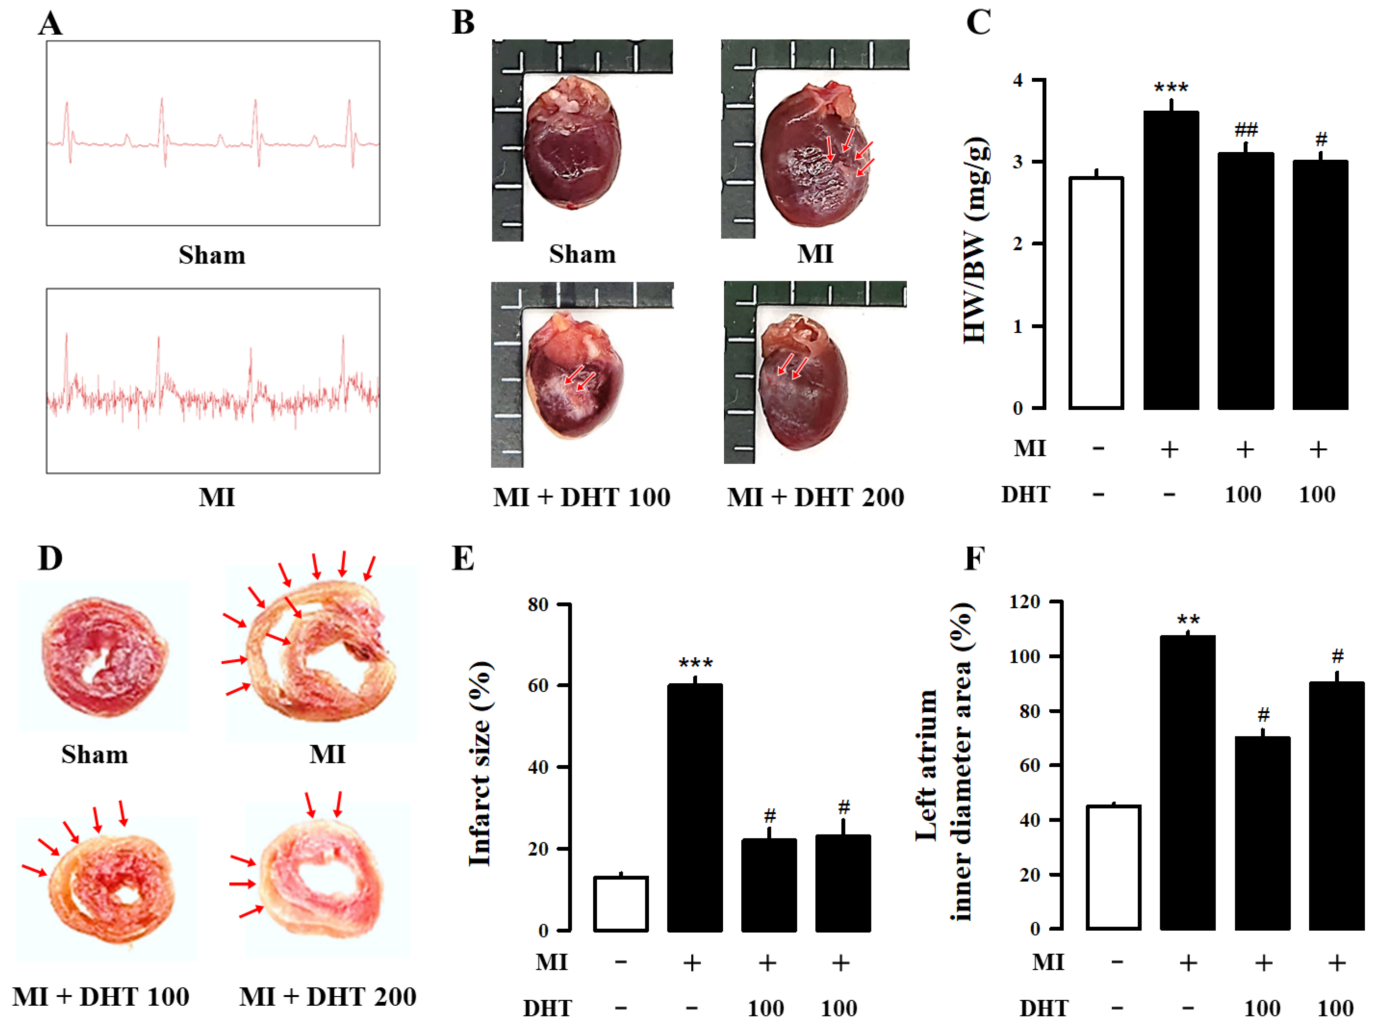 A
Sham
MI
B
Sham
MI
MI + DHT 100
MI + DHT 200
C
HW/BW (mg/g)
4
3
2
1
0
***
##
#
MI - + + +
DHT - - 100 100
D
Sham
MI
MI + DHT 100
MI + DHT 200
E
Infarct size (%)
80
60
40
20
0
***
#
#
MI - + + +
DHT - - 100 100
F
Left atrium
inner diameter area (%)
120
100
80
60
40
20
0
**
#
#
MI - + + +
DHT - - 100 100